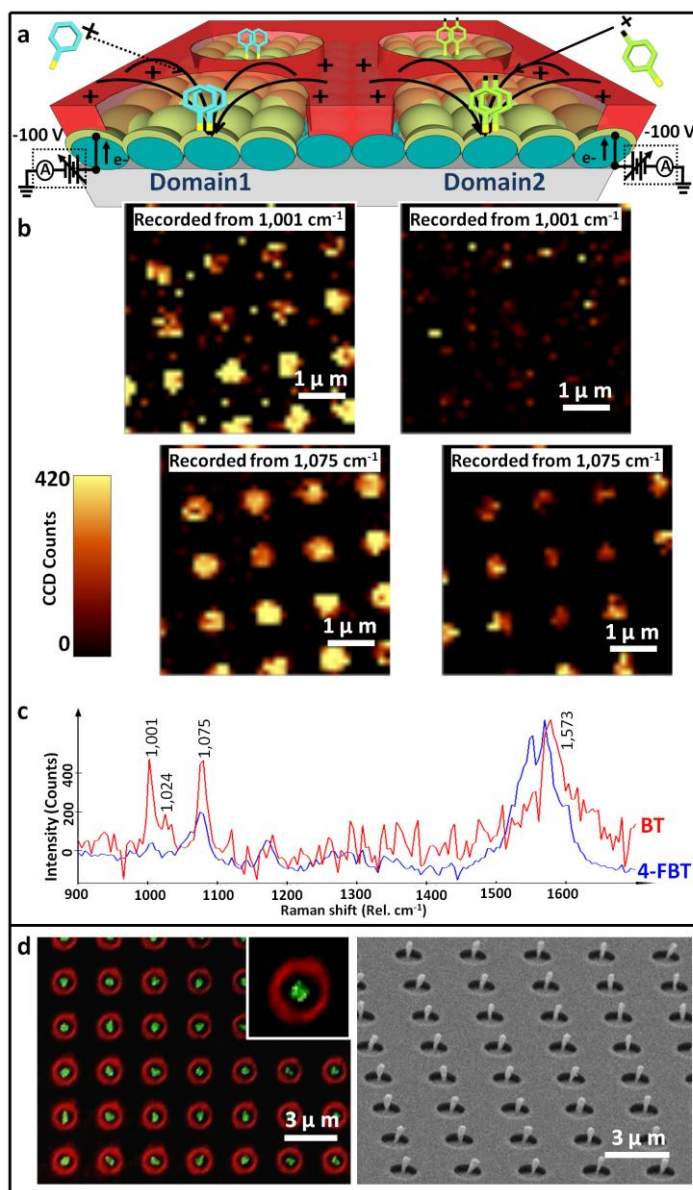 a
-100 V
-100 V
A
e-
e-
A
Domain1
Domain2
b
Recorded from 1,001 cm-1
Recorded from 1,001 cm-1
1 µ m
1 µ m
Recorded from 1,075 cm-1
Recorded from 1,075 cm-1
420
CCD Counts
0
1 µ m
1 µ m
c
Intensity (Counts)
400
200
0
1,001
1,024
1,075
1,573
BT
4-FBT
900
1000
1100
1200
1300
1400
1500
1600
Raman shift (Rel. cm-1)
d
3 µ m
3 µ m